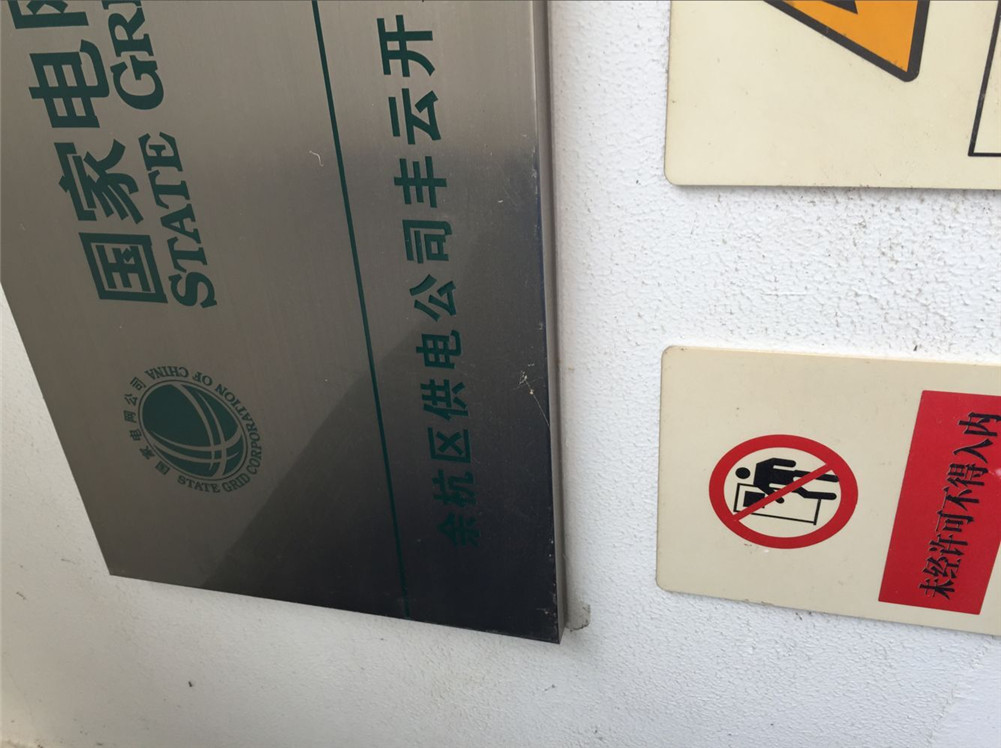 国家电网
STATE GRI
国家电网公司
STATE GRID CORPORATION OF CHINA
余杭区供电公司丰云开
未经许可不得入内